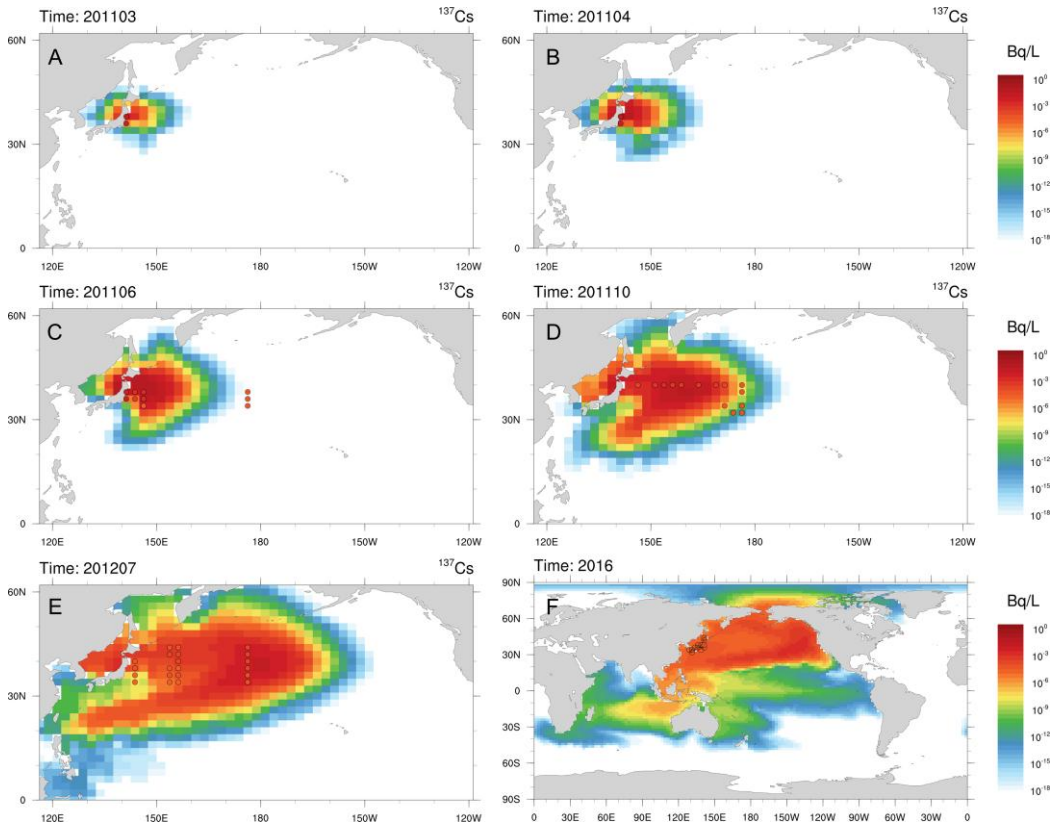 Time: 201103 ¹³⁷Cs
A
60N
30N
0
120E 150E 180 150W 120W
Time: 201104 ¹³⁷Cs
B
60N
30N
0
120E 150E 180 150W 120W
Bq/L
10⁰
10⁻³
10⁻⁶
10⁻⁹
10⁻¹²
10⁻¹⁵
10⁻¹⁸
Time: 201106 ¹³⁷Cs
C
60N
30N
0
120E 150E 180 150W 120W
Time: 201110 ¹³⁷Cs
D
60N
30N
0
120E 150E 180 150W 120W
Bq/L
10⁰
10⁻³
10⁻⁶
10⁻⁹
10⁻¹²
10⁻¹⁵
10⁻¹⁸
Time: 201207 ¹³⁷Cs
E
60N
30N
0
120E 150E 180 150W 120W
Time: 2016
F
90N
60N
30N
0
30S
60S
90S
0 30E 60E 90E 120E 150E 180 150W 120W 90W 60W 30W 0
Bq/L
10⁰
10⁻³
10⁻⁶
10⁻⁹
10⁻¹²
10⁻¹⁵
10⁻¹⁸